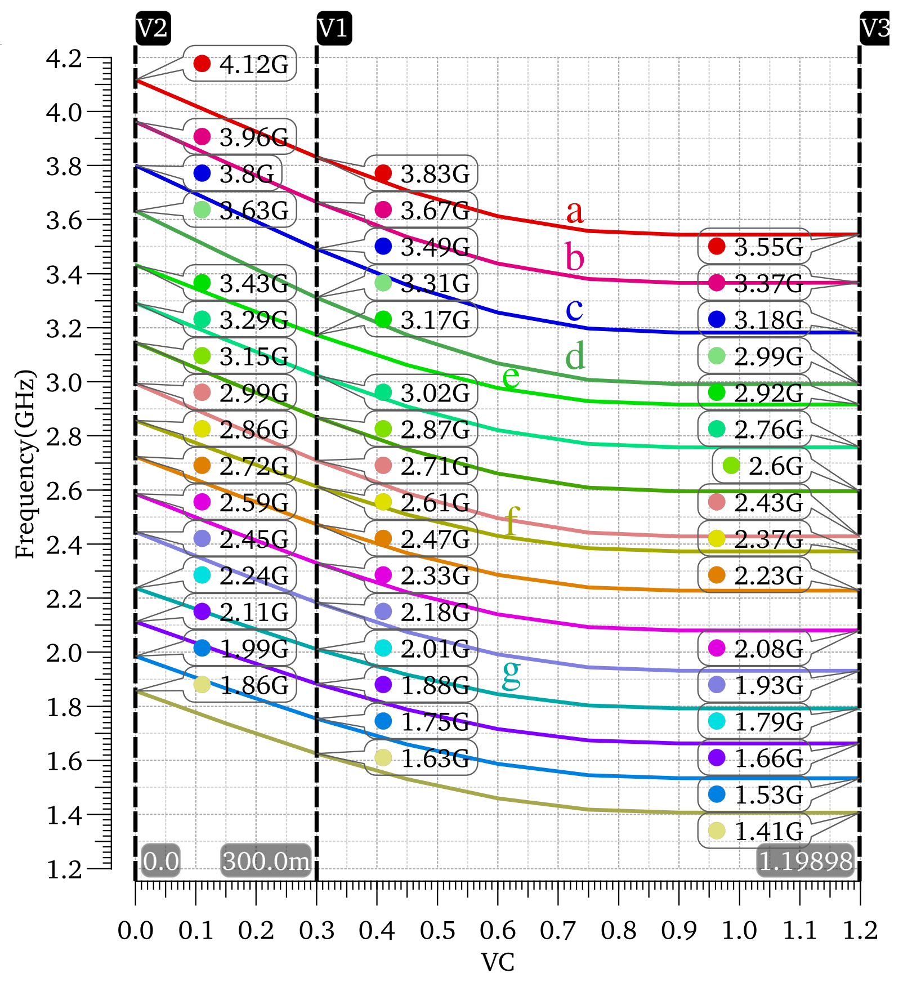 V2
V1
V3
4.2
4.0
3.8
3.6
3.4
3.2
3.0
2.8
2.6
2.4
2.2
2.0
1.8
1.6
1.4
1.2
Frequency(GHz)
4.12G
3.96G
3.8G
3.63G
3.43G
3.29G
3.15G
2.99G
2.86G
2.72G
2.59G
2.45G
2.24G
2.11G
1.99G
1.86G
3.83G
3.67G
3.49G
3.31G
3.17G
3.02G
2.87G
2.71G
2.61G
2.47G
2.33G
2.18G
2.01G
1.88G
1.75G
1.63G
a
b
c
d
e
f
g
3.55G
3.37G
3.18G
2.99G
2.92G
2.76G
2.6G
2.43G
2.37G
2.23G
2.08G
1.93G
1.79G
1.66G
1.53G
1.41G
0.0
300.0m
1.19898
0.0 0.1 0.2 0.3 0.4 0.5 0.6 0.7 0.8 0.9 1.0 1.1 1.2
VC